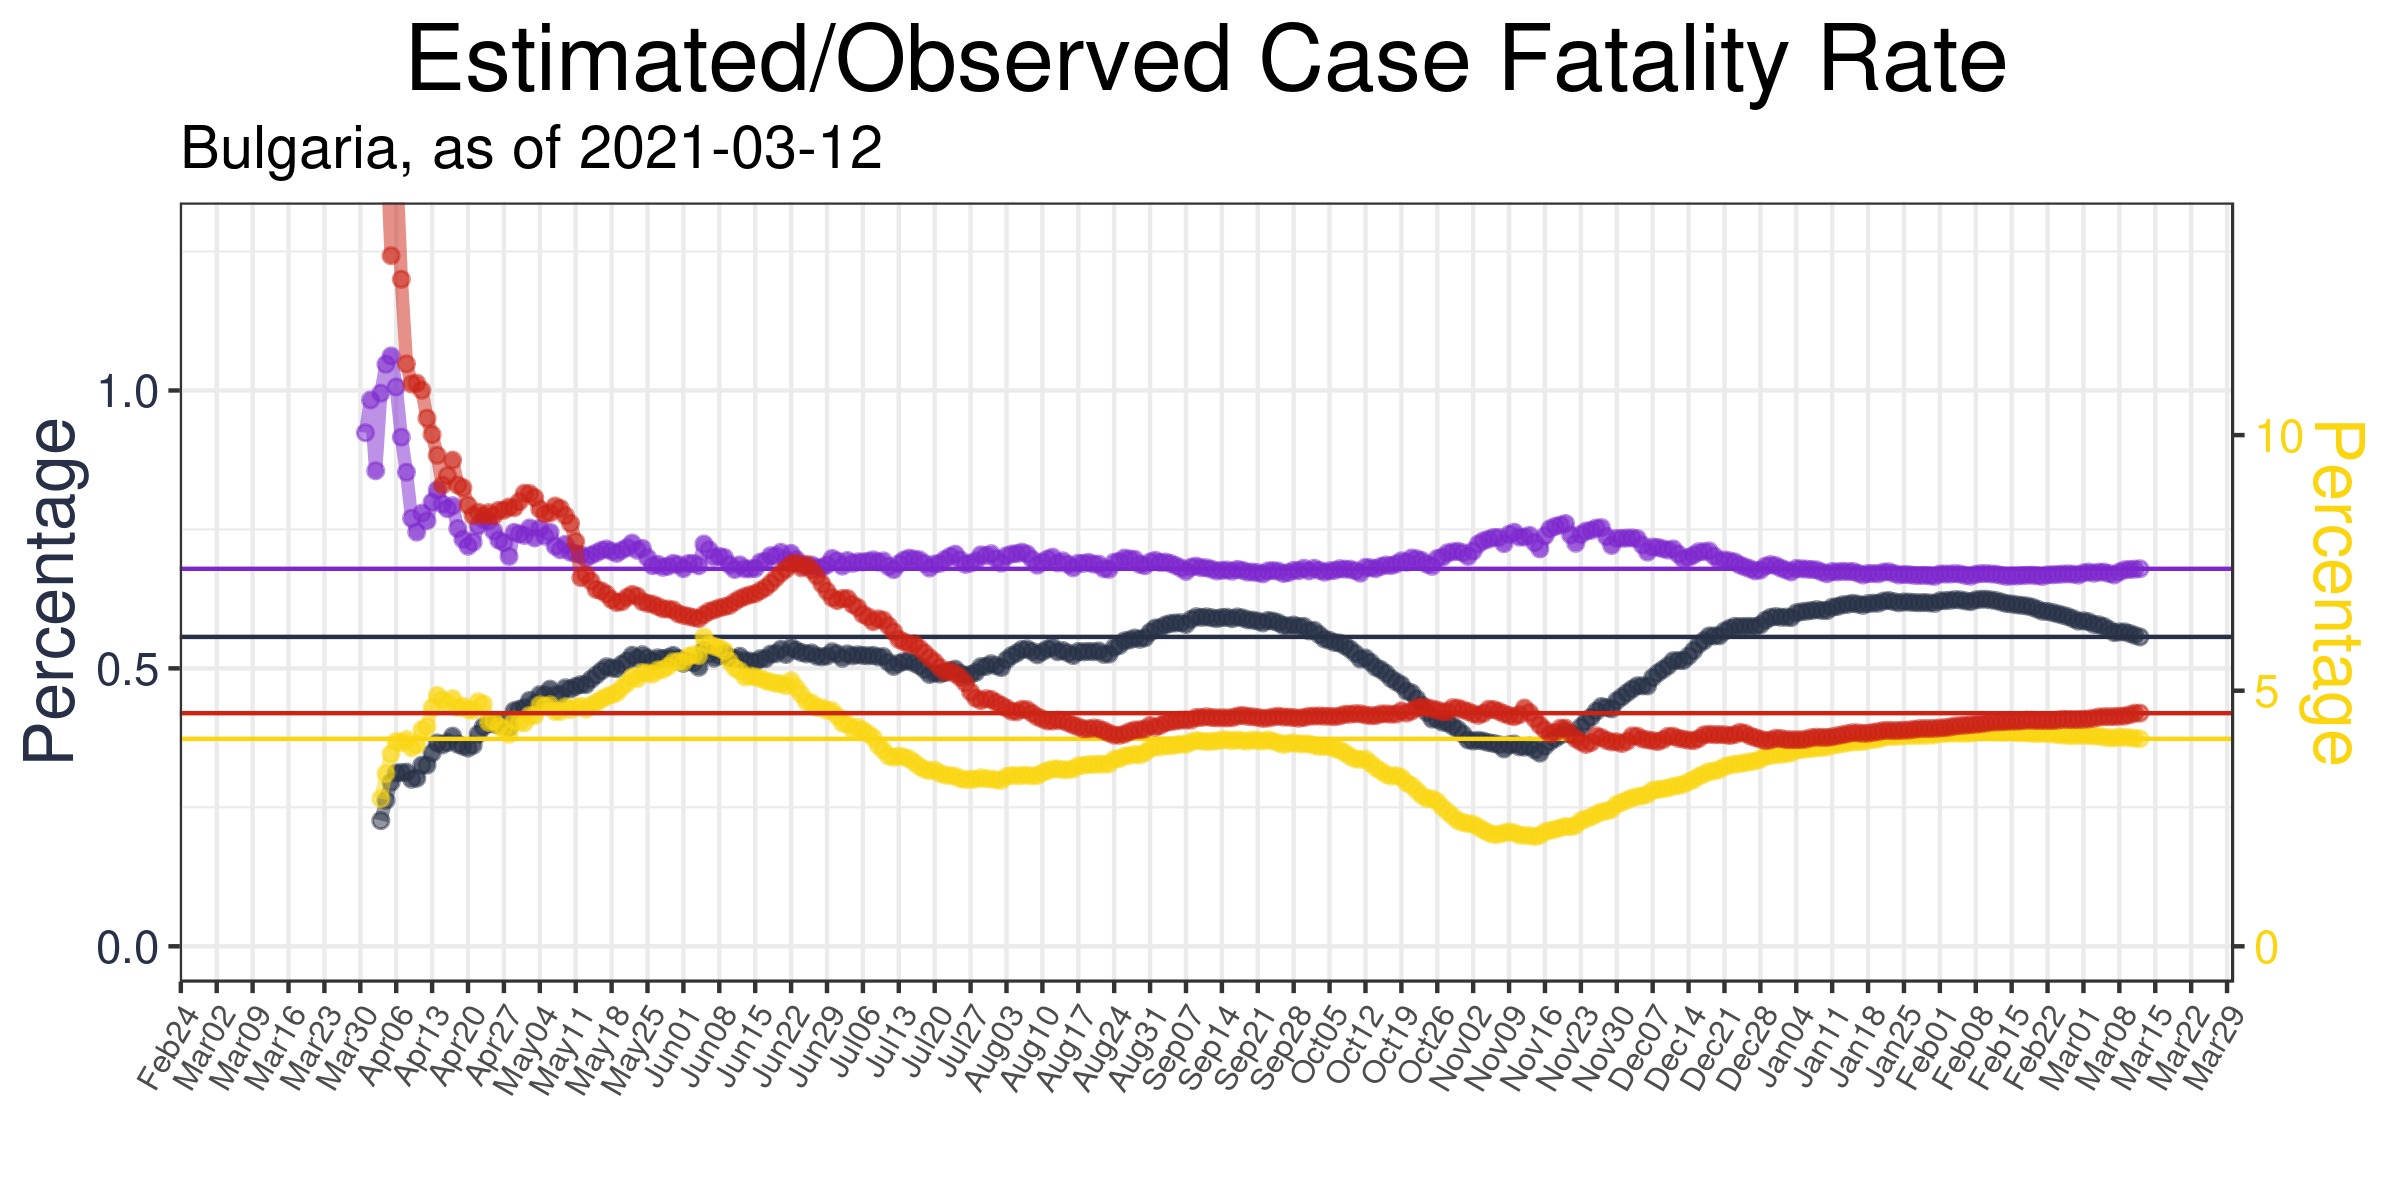 Estimated/Observed Case Fatality Rate
Bulgaria, as of 2021-03-12
Percentage
1.0
0.5
0.0
10
5
0
Percentage
Feb24 Mar02 Mar09 Mar16 Mar23 Mar30 Apr06 Apr13 Apr20 Apr27 May04 May11 May18 May25 Jun01 Jun08 Jun15 Jun22 Jun29 Jul06 Jul13 Jul20 Jul27 Aug03 Aug10 Aug17 Aug24 Aug31 Sep07 Sep14 Sep21 Sep28 Oct05 Oct12 Oct19 Oct26 Nov02 Nov09 Nov16 Nov23 Nov30 Dec07 Dec14 Dec21 Dec28 Jan04 Jan11 Jan18 Jan25 Feb01 Feb08 Feb15 Feb22 Mar01 Mar08 Mar15 Mar22 Mar29